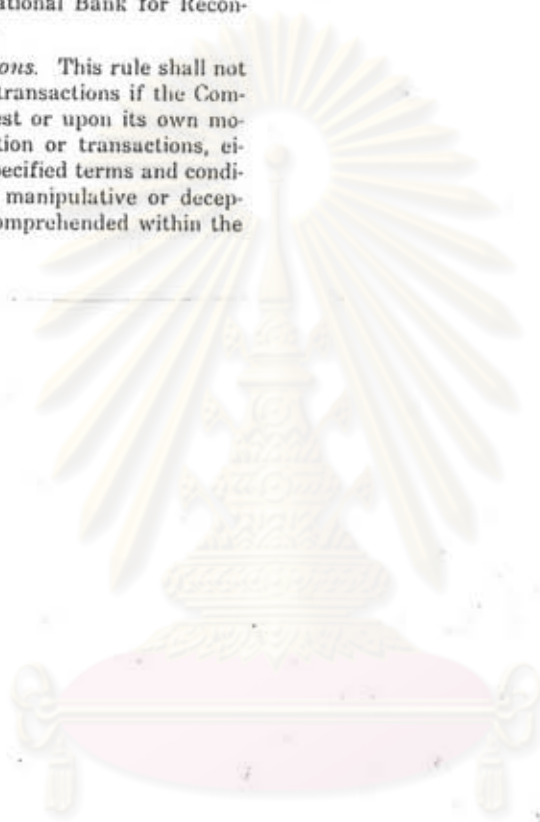 ational Bank for Recon-
ons. This rule shall not
transactions if the Com-
est or upon its own mo-
tion or transactions, ei-
pecified terms and condi-
manipulative or decep-
omprehended within the